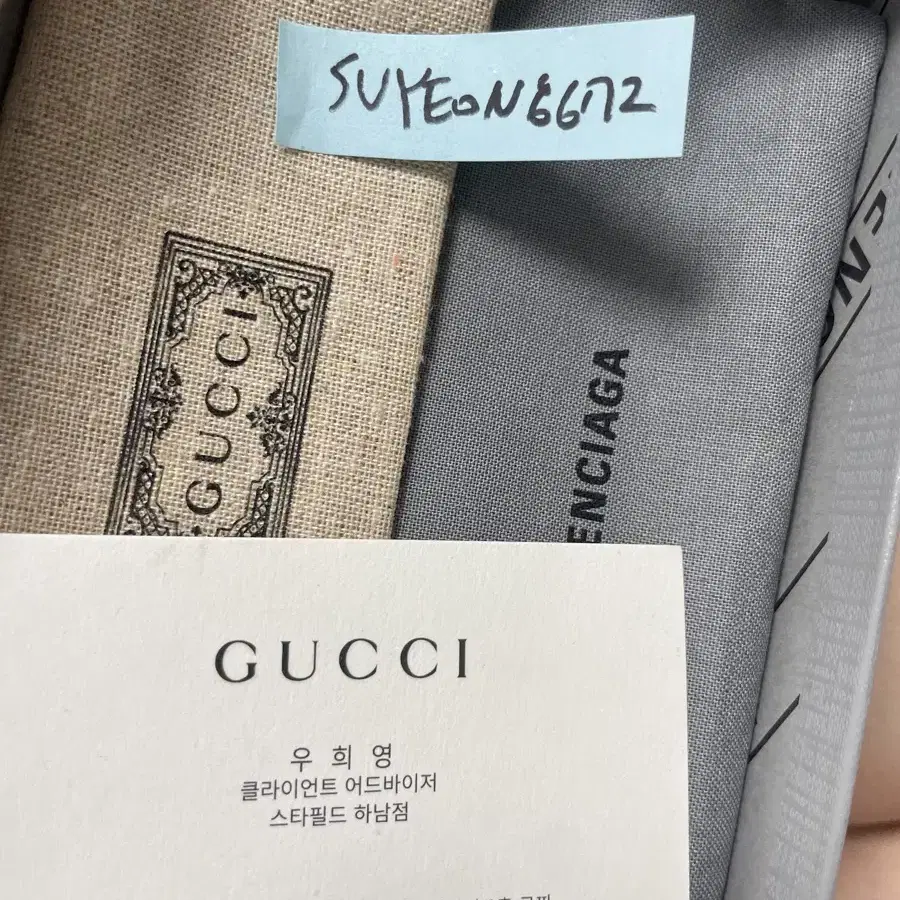 SUYEON6672
GUCCI
ENCIAGA
GUCCI
우희영
클라이언트 어드바이저
스타필드 하남점